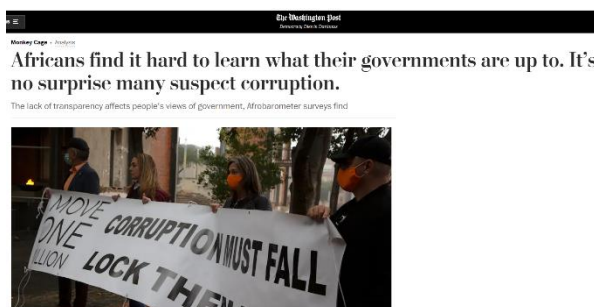 The Washington Post
Democracy Dies in Darkness
Monkey Cage • Analysis
Africans find it hard to learn what their governments are up to. It's
no surprise many suspect corruption.
The lack of transparency affects people's views of government, Afrobarometer surveys find
MOVE
ONE
MILLION
CORRUPTION MUST FALL
LOCK THEM